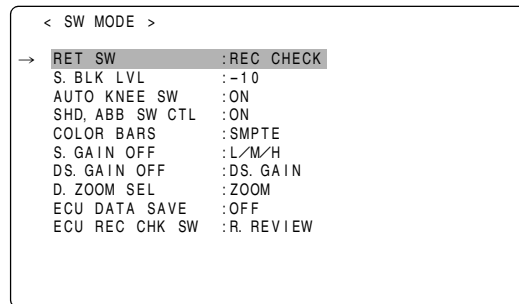 < SW MODE >
→ RET SW :REC CHECK
S. BLK LVL :−10
AUTO KNEE SW :ON
SHD, ABB SW CTL :ON
COLOR BARS :SMPTE
S. GAIN OFF :L/M/H
DS. GAIN OFF :DS. GAIN
D. ZOOM SEL :ZOOM
ECU DATA SAVE :OFF
ECU REC CHK SW :R. REVIEW